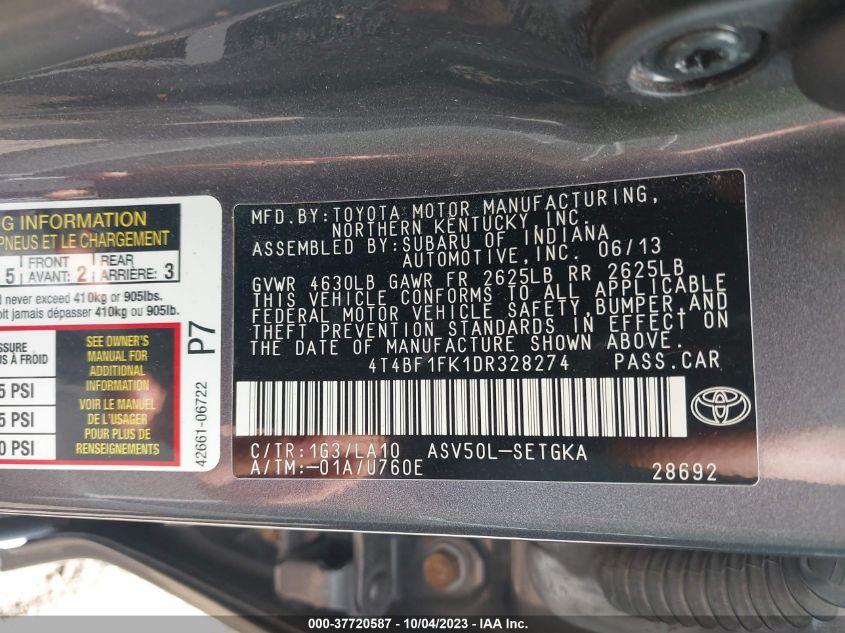 G INFORMATION
PNEUS ET LE CHARGEMENT
5 FRONT AVANT: 2 REAR ARRIÈRE: 3
d never exceed 410kg or 905lbs.
oit jamais dépasser 410kg ou 905lb.
SSURE
S À FROID
5 PSI
5 PSI
0 PSI
SEE OWNER'S
MANUAL FOR
ADDITIONAL
INFORMATION
VOIR LE MANUEL
DU PROPIÉTAIRE
POUR PLUS DE
RENSEIGNEMENTS
P7
42661-06722
MFD.BY:TOYOTA MOTOR MANUFACTURING,
NORTHERN KENTUCKY INC.
ASSEMBLED BY:SUBARU OF INDIANA
AUTOMOTIVE,INC. 06/13
GVWR 4630LB GAWR FR 2625LB RR 2625LB
THIS VEHICLE CONFORMS TO ALL APPLICABLE
FEDERAL MOTOR VEHICLE SAFETY,BUMPER,AND
THEFT PREVENTION STANDARDS IN EFFECT ON
THE DATE OF MANUFACTURE SHOWN ABOVE.
4T4BF1FK1DR328274 PASS.CAR
C/TR:1G3/LA10 ASV50L-SETGKA
A/TM:-01A/U760E 28692
000-37720587 - 10/04/2023 - IAA Inc.